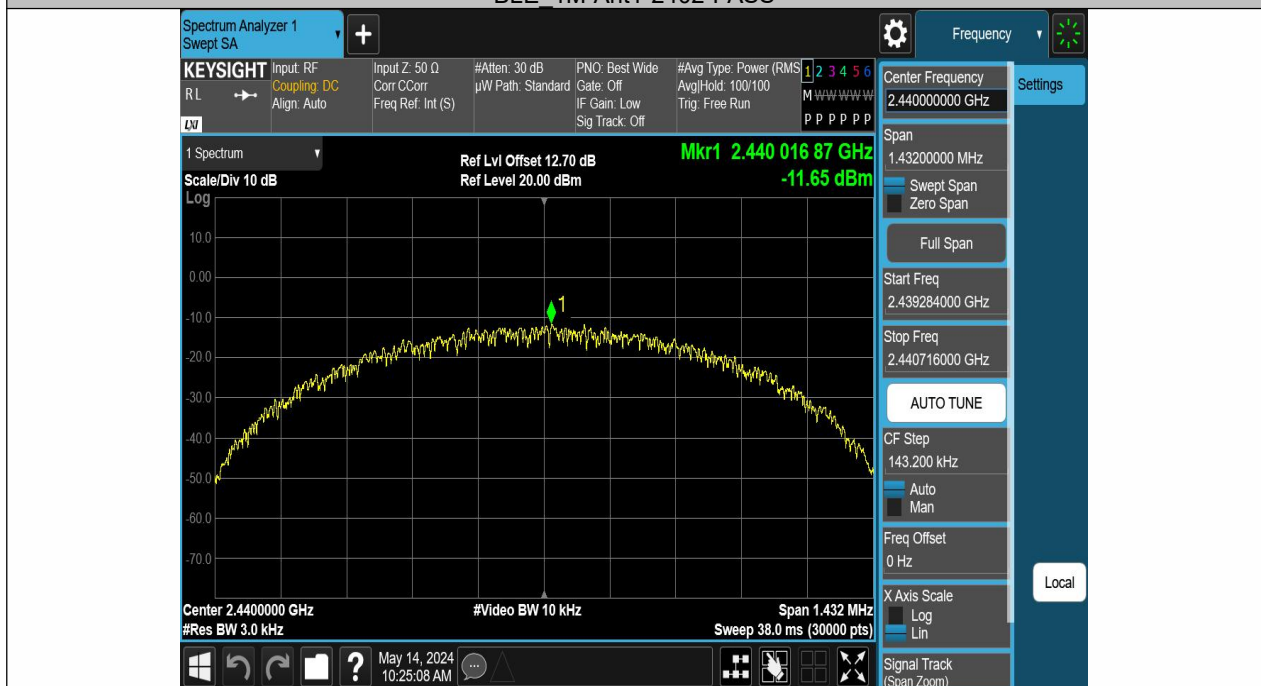 Spectrum Analyzer 1
Swept SA
Frequency
KEYSIGHT
RL
LXI
Input: RF
Coupling: DC
Align: Auto
Input Z: 50 Ω
Corr CCorr
Freq Ref: Int (S)
#Atten: 30 dB
µW Path: Standard
PNO: Best Wide
Gate: Off
IF Gain: Low
Sig Track: Off
#Avg Type: Power (RMS
Avg|Hold: 100/100
Trig: Free Run
1 2 3 4 5 6
M W W W W W
P P P P P P
1 Spectrum
Scale/Div 10 dB
Log
Ref Lvl Offset 12.70 dB
Ref Level 20.00 dBm
Mkr1 2.440 016 87 GHz
-11.65 dBm
10.0
0.00
-10.0
-20.0
-30.0
-40.0
-50.0
-60.0
-70.0
1
Center 2.4400000 GHz
#Res BW 3.0 kHz
#Video BW 10 kHz
Span 1.432 MHz
Sweep 38.0 ms (30000 pts)
?
May 14, 2024
10:25:08 AM
Center Frequency
2.440000000 GHz
Span
1.43200000 MHz
Swept Span
Zero Span
Full Span
Start Freq
2.439284000 GHz
Stop Freq
2.440716000 GHz
AUTO TUNE
CF Step
143.200 kHz
Auto
Man
Freq Offset
0 Hz
X Axis Scale
Log
Lin
Signal Track
(Span Zoom)
Settings
Local